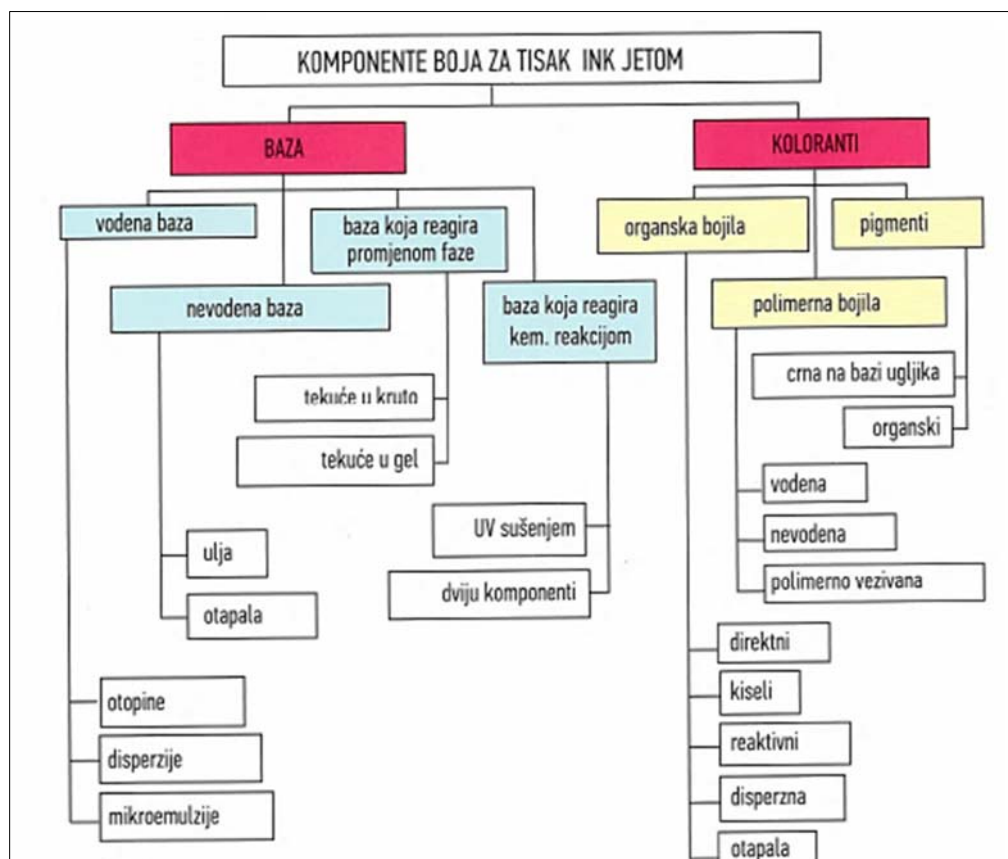 KOMPONENTE BOJA ZA TISAK INK JETOM
BAZA
KOLORANTI
vodena baza
baza koja reagira
promjenom faze
organska bojila
pigmenti
nevodena baza
baza koja reagira
kem. reakcijom
polimerna bojila
tekuće u kruto
crna na bazi ugljika
organski
tekuće u gel
vodena
UV sušenjem
nevodena
ulja
dviju komponenti
polimerno vezivana
otapala
direktni
otopine
kiseli
disperzije
reaktivni
mikroemulzije
disperzna
otapala